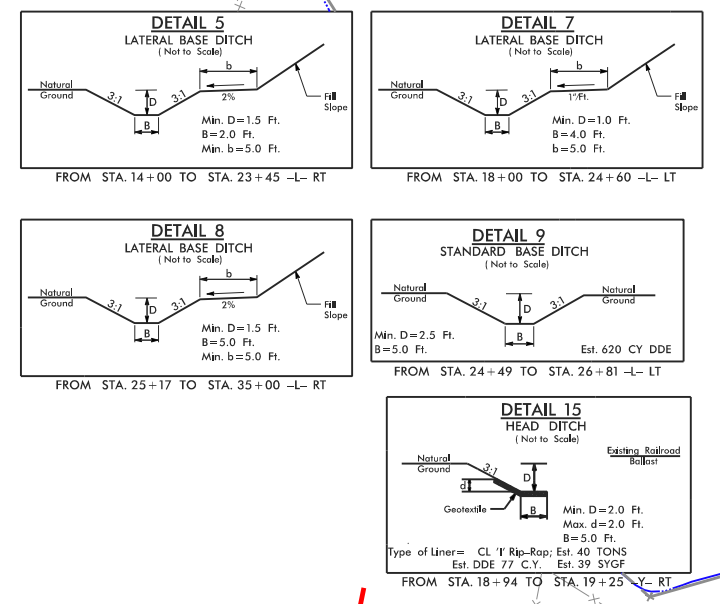 DETAIL 5
LATERAL BASE DITCH
( Not to Scale)
b
Natural
Ground
3:1
D
3:1
2%
Fill
Slope
B
Min. D=1.5 Ft.
B=2.0 Ft.
Min. b=5.0 Ft.
FROM STA. 14+00 TO STA. 23+45 -L- RT
DETAIL 7
LATERAL BASE DITCH
( Not to Scale)
b
Natural
Ground
3:1
D
3:1
1"/Ft.
Fill
Slope
B
Min. D=1.0 Ft.
B=4.0 Ft.
b=5.0 Ft.
FROM STA. 18+00 TO STA. 24+60 -L- LT
DETAIL 8
LATERAL BASE DITCH
( Not to Scale)
b
Natural
Ground
3:1
D
3:1
2%
Fill
Slope
B
Min. D=1.5 Ft.
B=5.0 Ft.
Min. b=5.0 Ft.
FROM STA. 25+17 TO STA. 35+00 -L- RT
DETAIL 9
STANDARD BASE DITCH
( Not to Scale)
Natural
Ground
3:1
D
3:1
Natural
Ground
B
Min. D=2.5 Ft.
B=5.0 Ft.
Est. 620 CY DDE
FROM STA. 24+49 TO STA. 26+81 -L- LT
DETAIL 15
HEAD DITCH
( Not to Scale)
Natural
Ground
3:1
D
d
Existing Railroad
Ballast
Geotextile
B
Min. D=2.0 Ft.
Max. d=2.0 Ft.
B=5.0 Ft.
Type of Liner= CL 'I' Rip-Rap; Est. 40 TONS
Est. DDE 77 C.Y. Est. 39 SYGF
FROM STA. 18+94 TO STA. 19+25 -Y- RT